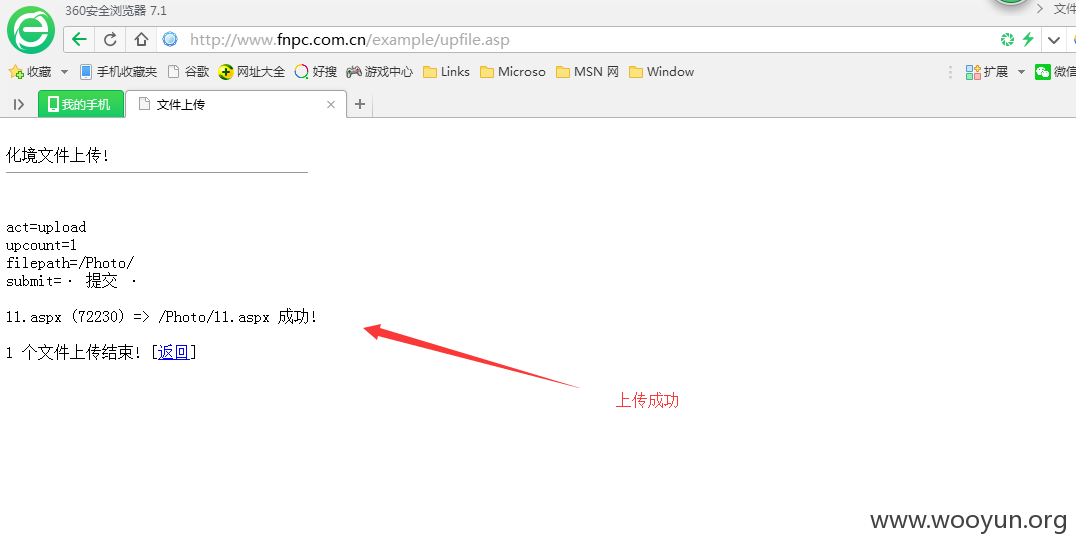 360安全浏览器 7.1
文件
http://www.fnpc.com.cn/example/upfile.asp
收藏 手机收藏夹 谷歌 网址大全 好搜 游戏中心 Links Microso MSN 网 Window 扩展 微信
我的手机 文件上传
化境文件上传!
act=upload
upcount=1
filepath=/Photo/
submit= · 提交 ·
11.aspx (72230) => /Photo/11.aspx 成功!
1 个文件上传结束! [返回]
上传成功
www.wooyun.org